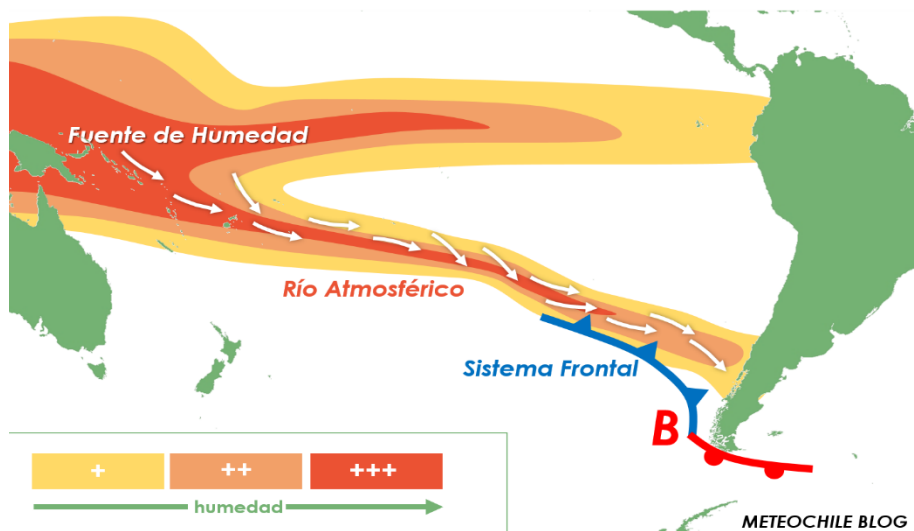 Fuente de Humedad
Río Atmosférico
Sistema Frontal
B
+ ++ +++
humedad
METEOCHILE BLOG